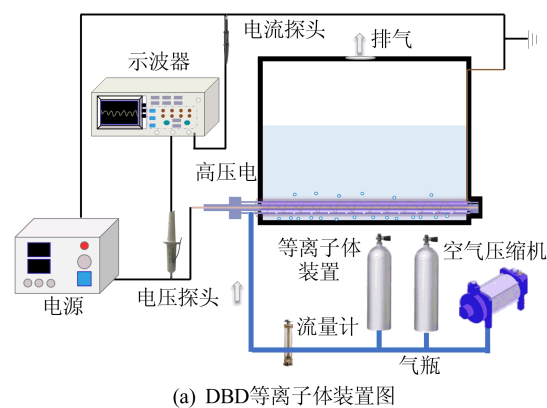 电流探头
排气
示波器
高压电
等离子体
装置
空气压缩机
电源
电压探头
流量计
气瓶
(a) DBD等离子体装置图